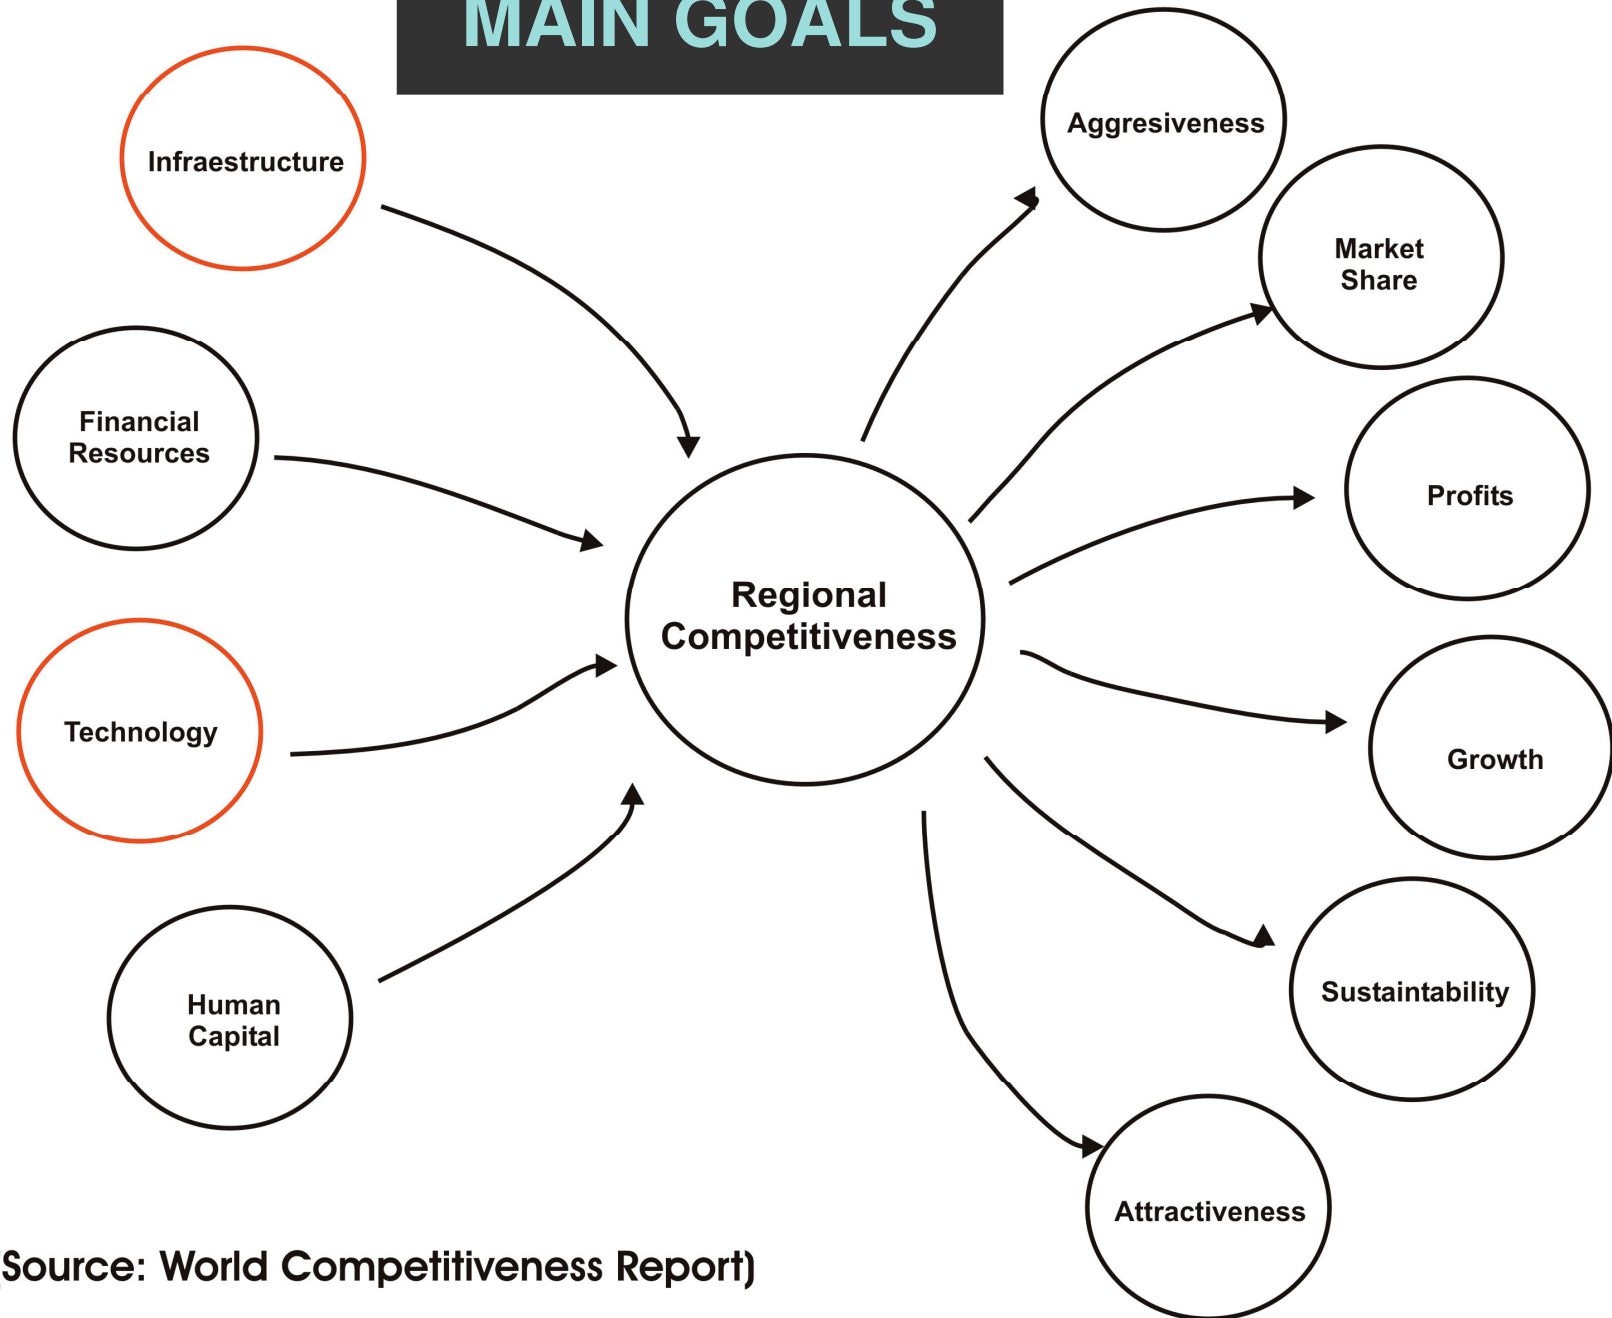 MAIN GOALS
Infraestructure
Financial
Resources
Technology
Human
Capital
Regional
Competitiveness
Aggresiveness
Market
Share
Profits
Growth
Sustaintability
Attractiveness
(Source: World Competitiveness Report)